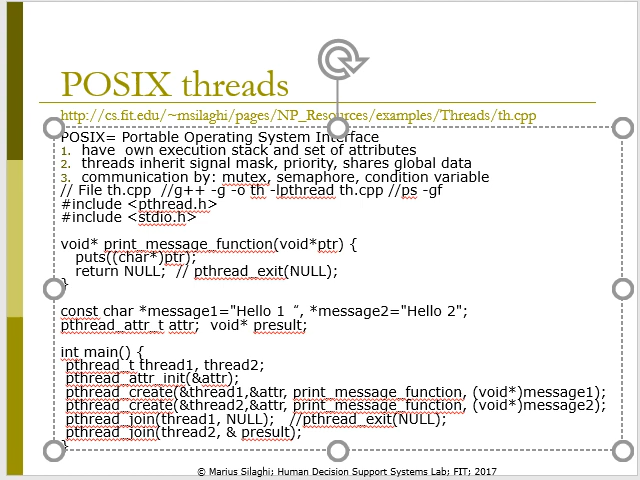 POSIX threads
http://cs.fit.edu/~msilaghi/pages/NP_Resources/examples/Threads/th.cpp
POSIX= Portable Operating System Interface
1. have  own execution stack and set of attributes
2. threads inherit signal mask, priority, shares global data
3. communication by: mutex, semaphore, condition variable
// File th.cpp  //g++ -g -o th -lpthread th.cpp //ps -gf
#include <pthread.h>
#include <stdio.h>
void* print_message_function(void*ptr) {
puts((char*)ptr);
return NULL;  // pthread_exit(NULL);
}
const char *message1="Hello 1 “, *message2="Hello 2";
pthread_attr_t attr;  void* presult;
int main() {
pthread_t thread1, thread2;
pthread_attr_init(&attr);
pthread_create(&thread1,&attr, print_message_function, (void*)message1);
pthread_create(&thread2,&attr, print_message_function, (void*)message2);
pthread_join(thread1, NULL);   //pthread_exit(NULL);
pthread_join(thread2, & presult);
}
© Marius Silaghi; Human Decision Support Systems Lab; FIT; 2017